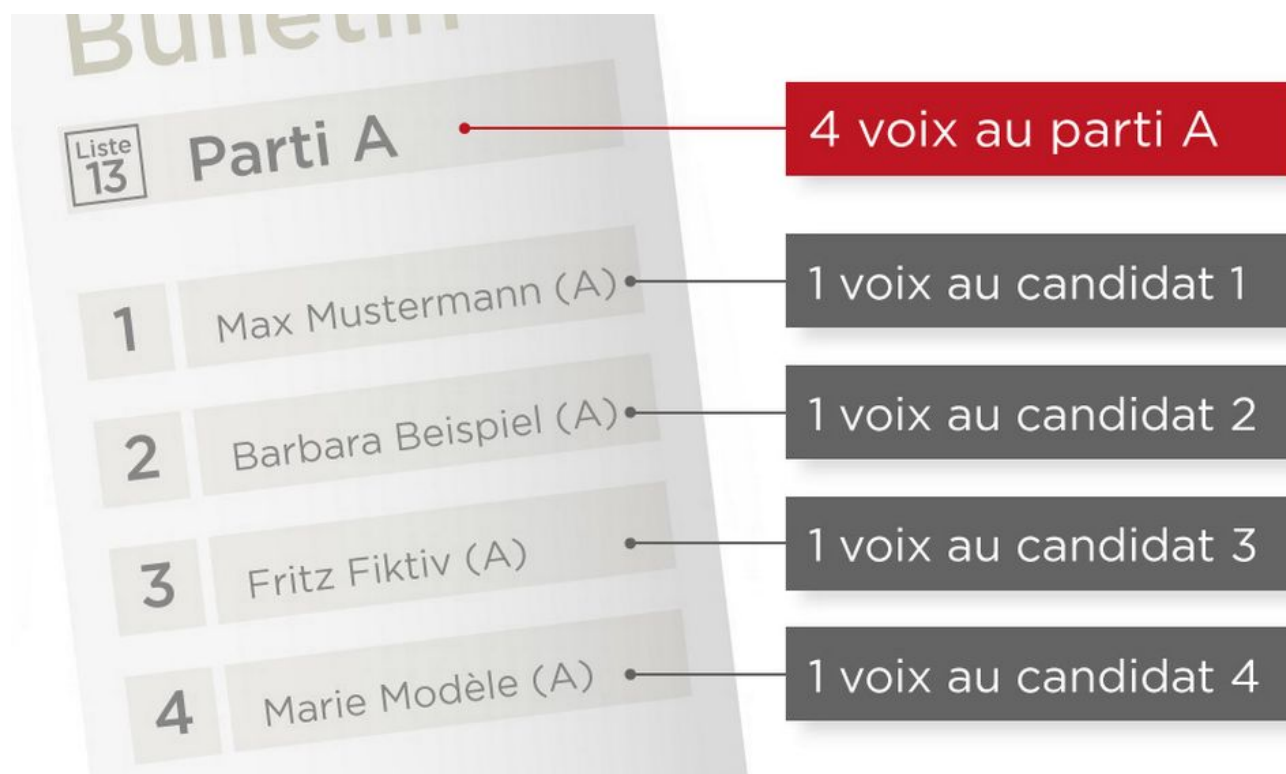 Bulletin
Liste
13
Parti A
4 voix au parti A
1
Max Mustermann (A)
1 voix au candidat 1
2
Barbara Beispiel (A)
1 voix au candidat 2
3
Fritz Fiktiv (A)
1 voix au candidat 3
4
Marie Modèle (A)
1 voix au candidat 4